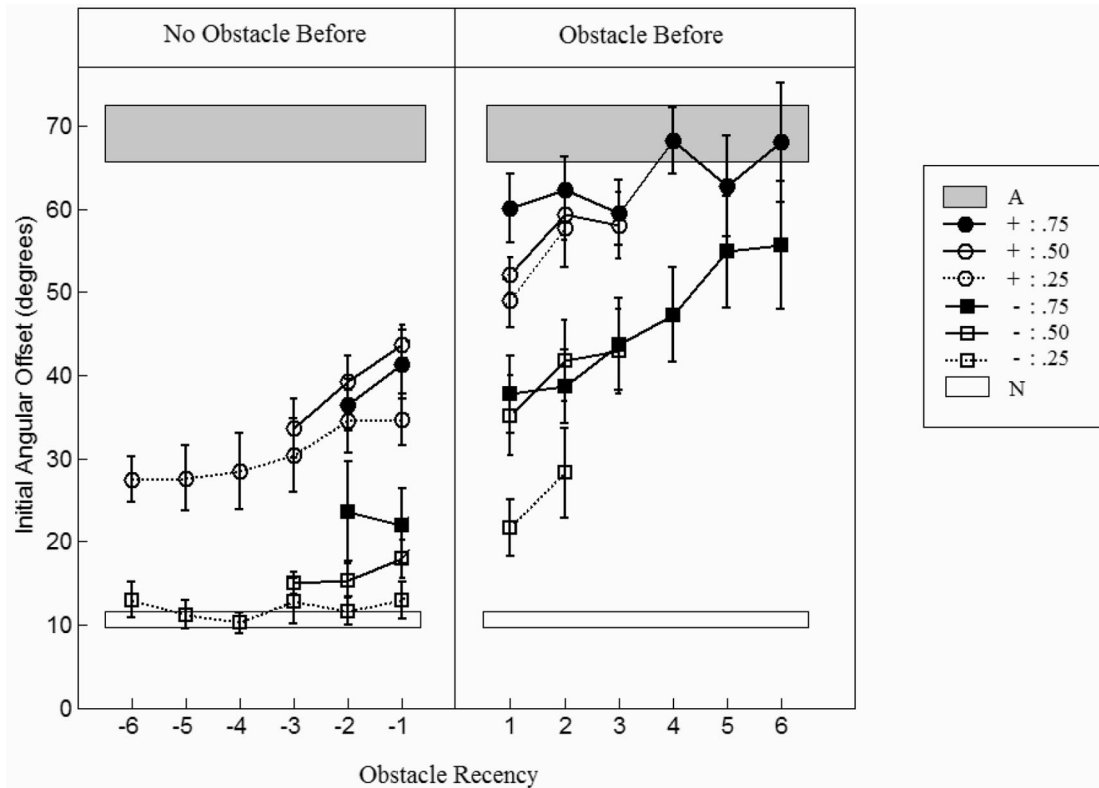 No Obstacle Before
Obstacle Before
70
60
50
40
30
20
10
0
Initial Angular Offset (degrees)
-6 -5 -4 -3 -2 -1 1 2 3 4 5 6
Obstacle Recency
A
+ : .75
+ : .50
+ : .25
- : .75
- : .50
- : .25
N